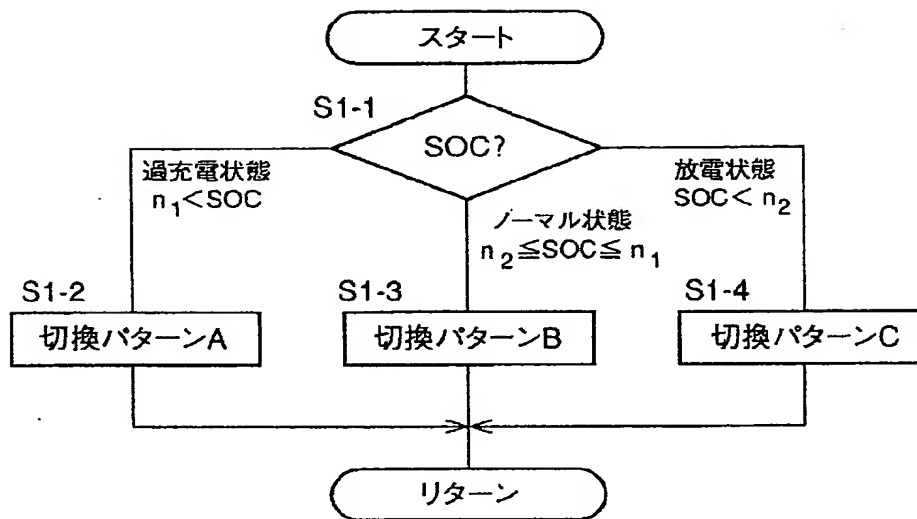 スタート
S1-1
SOC?
過充電状態
n₁<SOC
ノーマル状態
n₂≦SOC≦n₁
放電状態
SOC<n₂
S1-2
切換パターンA
S1-3
切換パターンB
S1-4
切換パターンC
リターン